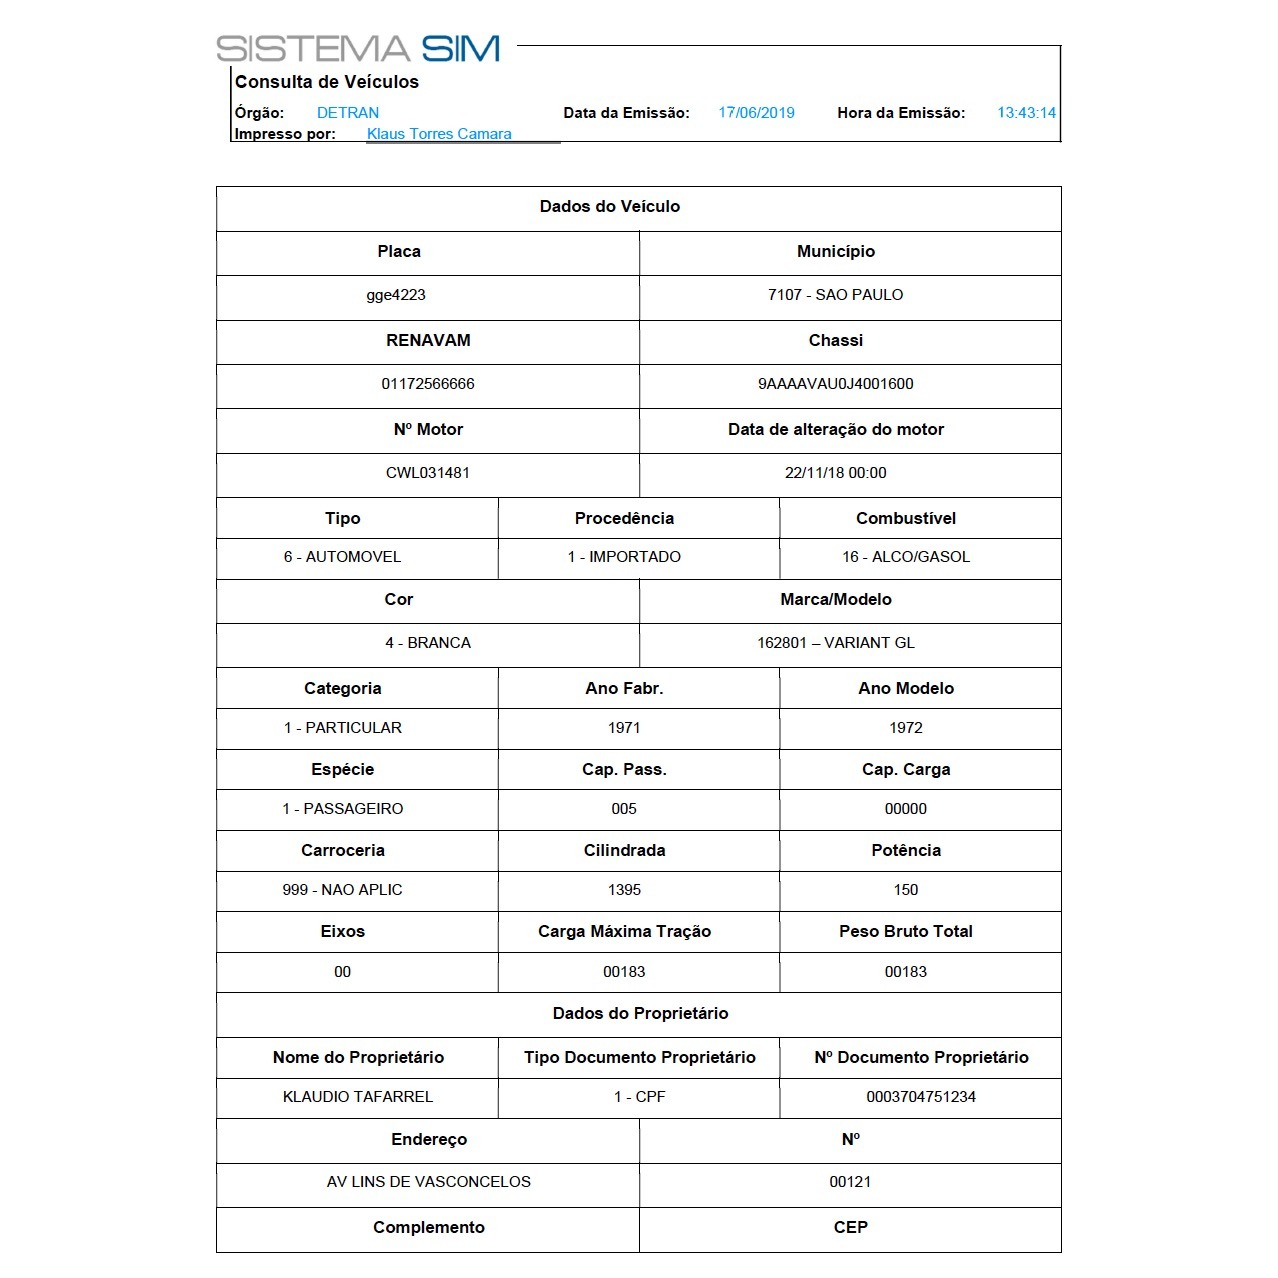 SISTEMA SIM
Consulta de Veículos
Órgão: DETRAN Data da Emissão: 17/06/2019 Hora da Emissão: 13:43:14
Impresso por: Klaus Torres Camara
Dados do Veículo
Placa Município
gge4223 7107 - SAO PAULO
RENAVAM Chassi
01172566666 9AAAAVAU0J4001600
Nº Motor Data de alteração do motor
CWL031481 22/11/18 00:00
Tipo Procedência Combustível
6 - AUTOMOVEL 1 - IMPORTADO 16 - ALCO/GASOL
Cor Marca/Modelo
4 - BRANCA 162801 – VARIANT GL
Categoria Ano Fabr. Ano Modelo
1 - PARTICULAR 1971 1972
Espécie Cap. Pass. Cap. Carga
1 - PASSAGEIRO 005 00000
Carroceria Cilindrada Potência
999 - NAO APLIC 1395 150
Eixos Carga Máxima Tração Peso Bruto Total
00 00183 00183
Dados do Proprietário
Nome do Proprietário Tipo Documento Proprietário Nº Documento Proprietário
KLAUDIO TAFARREL 1 - CPF 0003704751234
Endereço Nº
AV LINS DE VASCONCELOS 00121
Complemento CEP